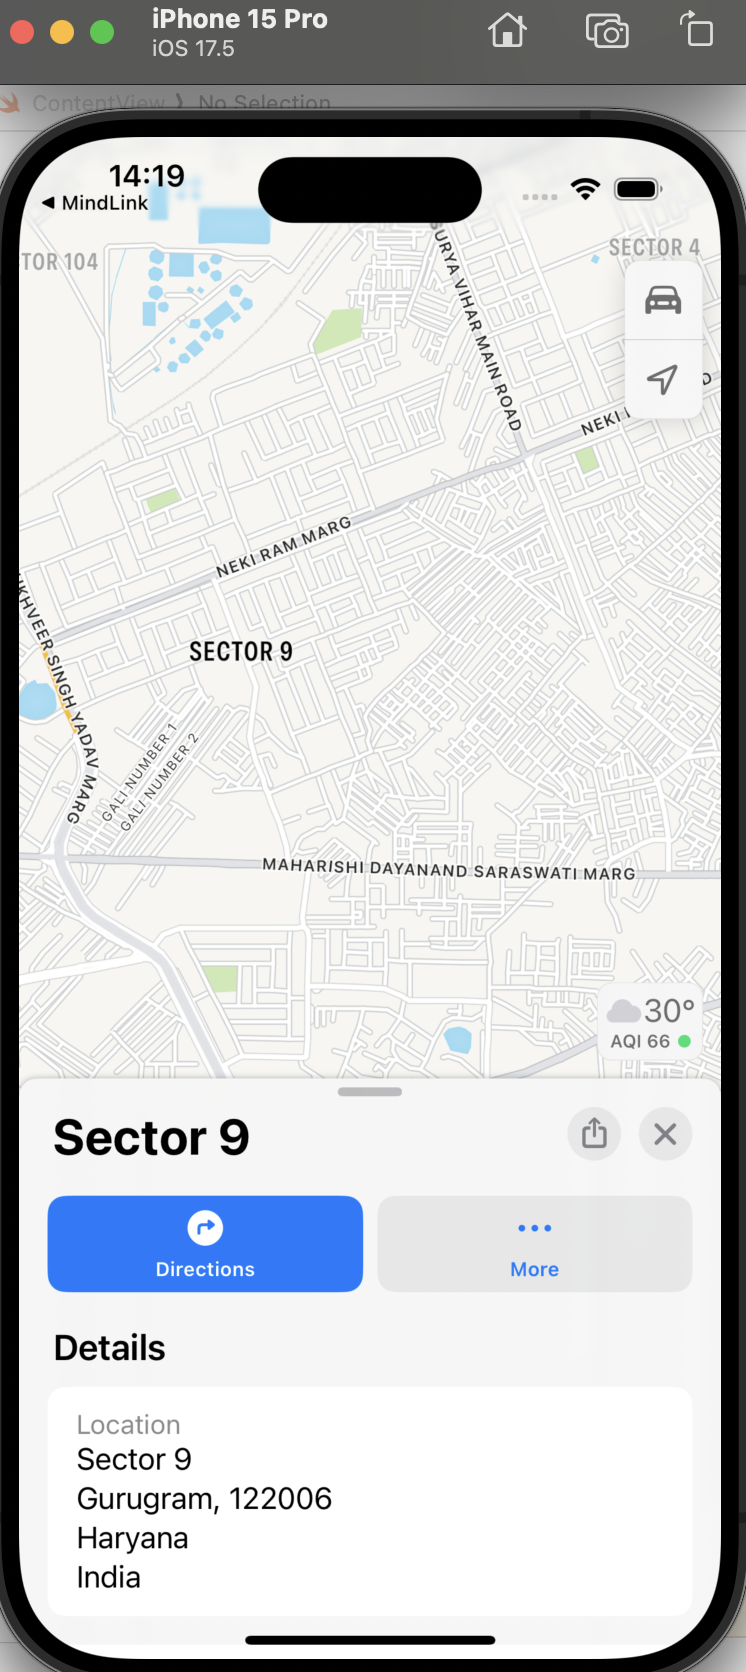 iPhone 15 Pro
iOS 17.5
ContentView 〉 No Selection
14:19
◀ MindLink
TOR 104
SECTOR 4
SURYA VIHAR MAIN ROAD
NEKI
NEKI RAM MARG
SECTOR 9
KHVEER SINGH YADAV MARG
GALI NUMBER 1
GALI NUMBER 2
MAHARISHI DAYANAND SARASWATI MARG
30°
AQI 66
Sector 9
Directions
More
Details
Location
Sector 9
Gurugram, 122006
Haryana
India